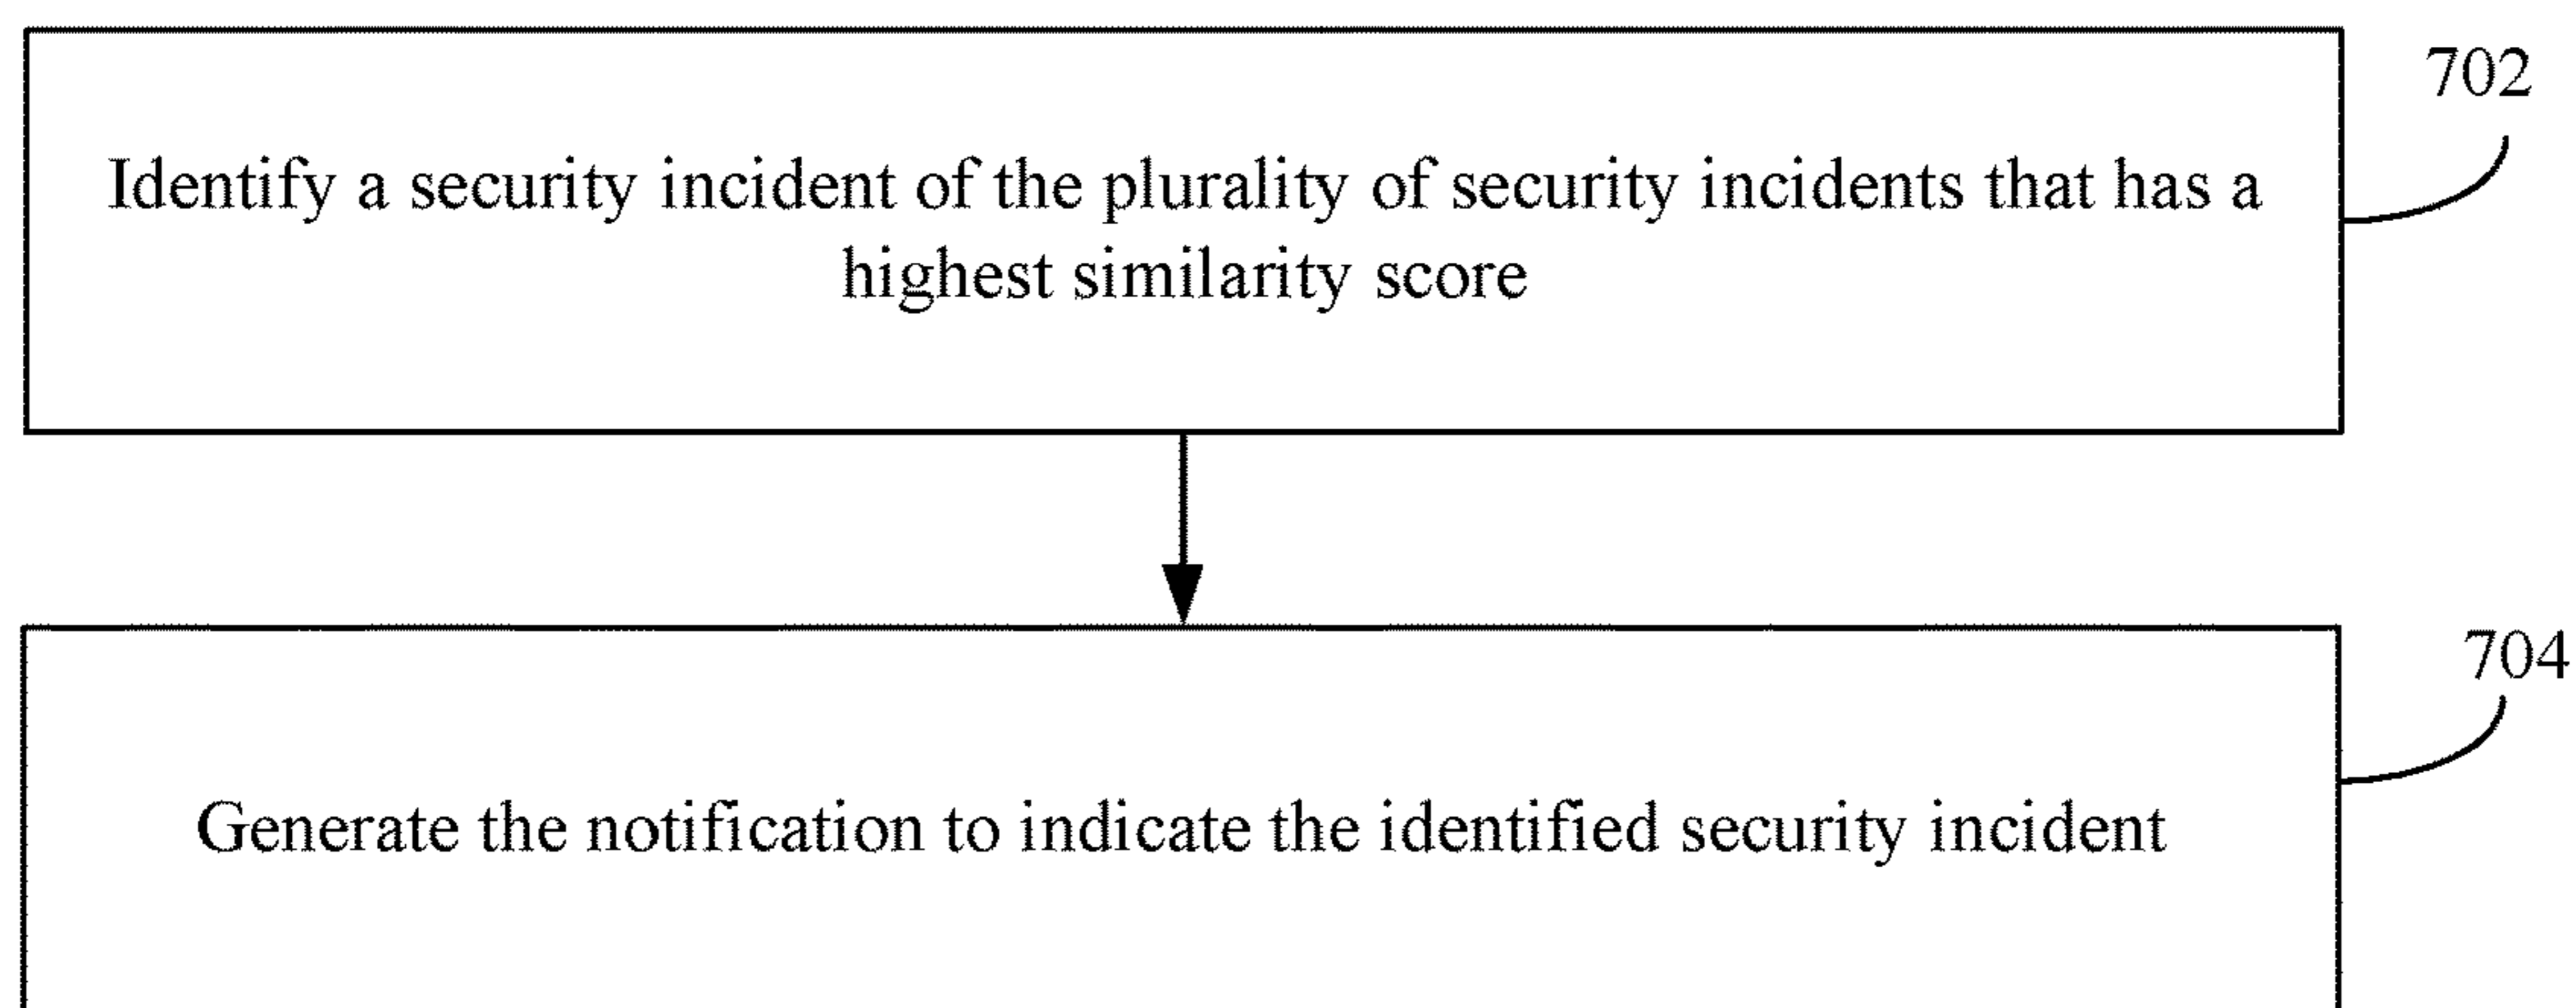 702
Identify a security incident of the plurality of security incidents that has a
highest similarity score
704
Generate the notification to indicate the identified security incident